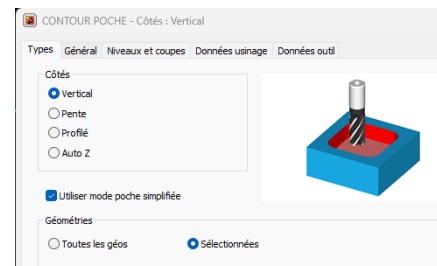 CONTOUR POCHE - Côtés : Vertical
Types Général Niveaux et coupes Données usinage Données outil
Côtés
Vertical
Pente
Profilé
Auto Z
Utiliser mode poche simplifiée
Géométries
Toutes les géos Sélectionnées